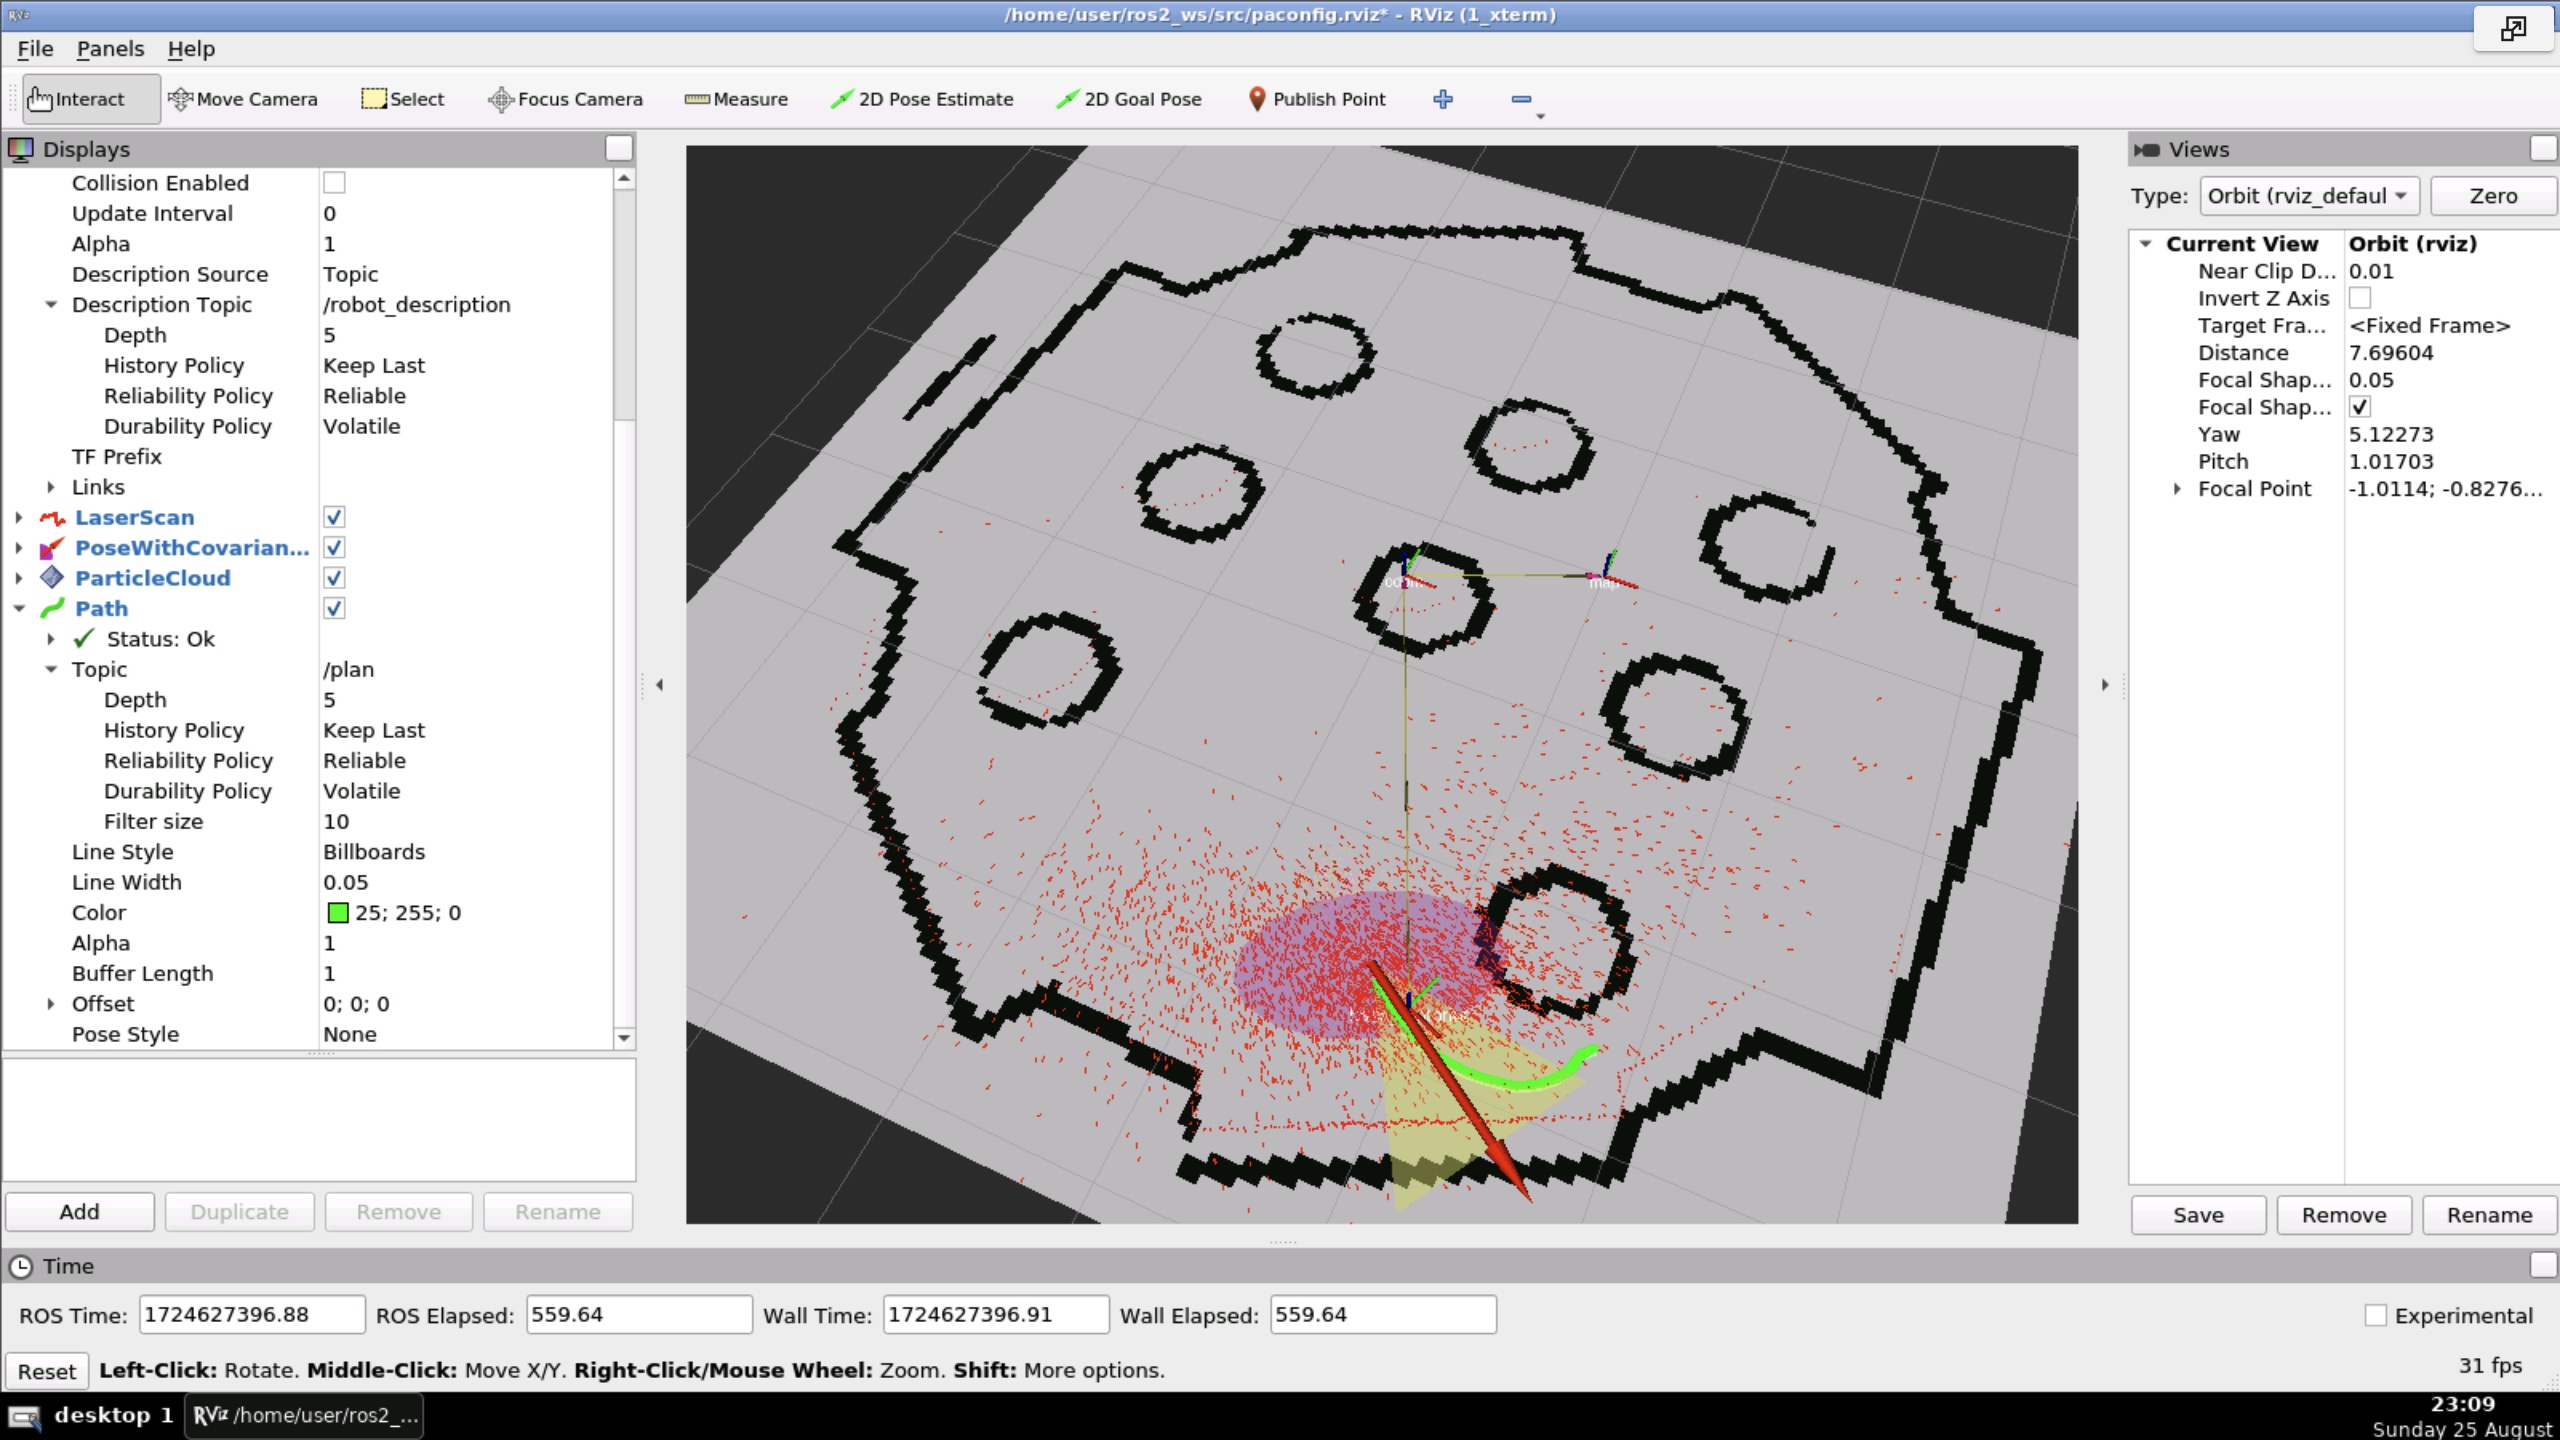 /home/user/ros2_ws/src/paconfig.rviz* - RViz (1_xterm)
File Panels Help
Interact Move Camera Select Focus Camera Measure 2D Pose Estimate 2D Goal Pose Publish Point
Displays
Collision Enabled
Update Interval 0
Alpha 1
Description Source Topic
Description Topic /robot_description
Depth 5
History Policy Keep Last
Reliability Policy Reliable
Durability Policy Volatile
TF Prefix
Links
LaserScan
PoseWithCovarian...
ParticleCloud
Path
Status: Ok
Topic /plan
Depth 5
History Policy Keep Last
Reliability Policy Reliable
Durability Policy Volatile
Filter size 10
Line Style Billboards
Line Width 0.05
Color 25; 255; 0
Alpha 1
Buffer Length 1
Offset 0; 0; 0
Pose Style None
Add Duplicate Remove Rename
map
Views
Type: Orbit (rviz_defaul Zero
Current View Orbit (rviz)
Near Clip D... 0.01
Invert Z Axis
Target Fra... <Fixed Frame>
Distance 7.69604
Focal Shap... 0.05
Focal Shap...
Yaw 5.12273
Pitch 1.01703
Focal Point -1.0114; -0.8276...
Save Remove Rename
Time
ROS Time: 1724627396.88 ROS Elapsed: 559.64 Wall Time: 1724627396.91 Wall Elapsed: 559.64 Experimental
Reset Left-Click: Rotate. Middle-Click: Move X/Y. Right-Click/Mouse Wheel: Zoom. Shift: More options. 31 fps
desktop 1 RViz /home/user/ros2_... 23:09
Sunday 25 August